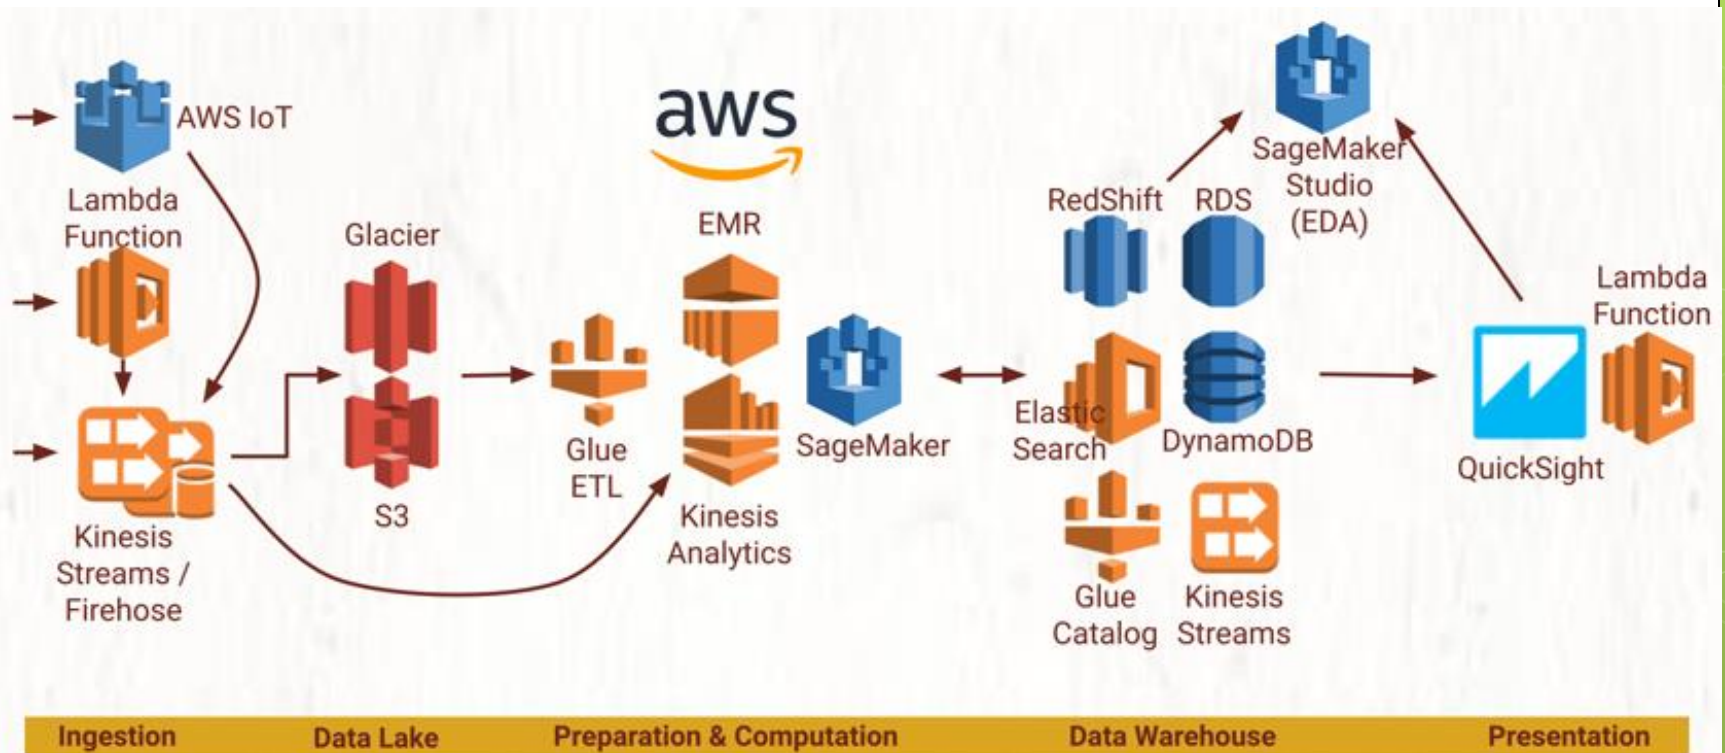 AWS IoT
Lambda
Function
Kinesis
Streams /
Firehose
Glacier
S3
aws
EMR
Glue
ETL
Kinesis
Analytics
SageMaker
RedShift
RDS
Elastic
Search
DynamoDB
Glue
Catalog
Kinesis
Streams
SageMaker
Studio
(EDA)
Lambda
Function
QuickSight
Ingestion
Data Lake
Preparation & Computation
Data Warehouse
Presentation